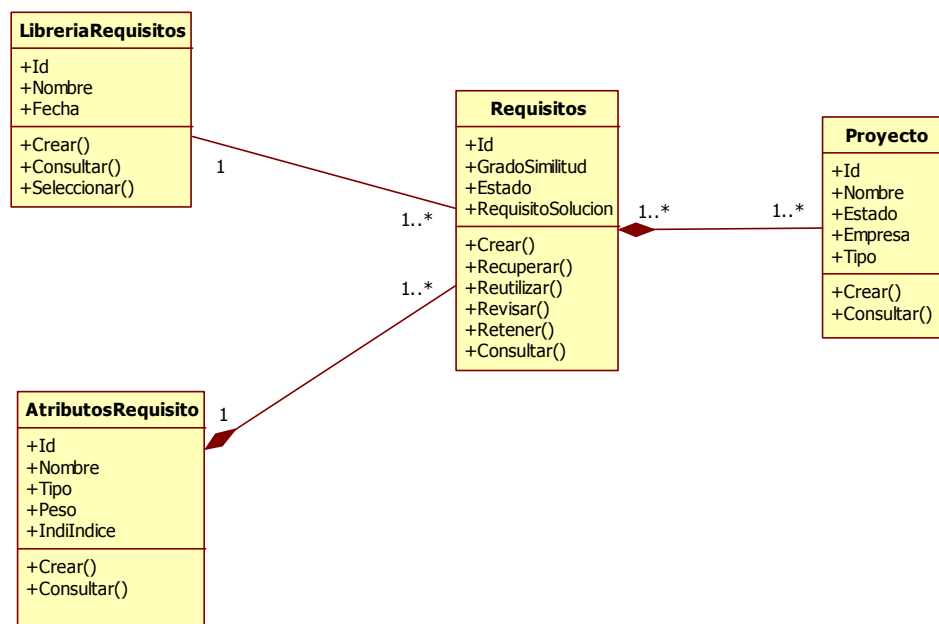 LibreriaRequisitos
+Id
+Nombre
+Fecha
+Crear()
+Consultar()
+Seleccionar()
1
1..*
Requisitos
+Id
+GradoSimilitud
+Estado
+RequisitoSolucion
+Crear()
+Recuperar()
+Reutilizar()
+Revisar()
+Retener()
+Consultar()
1..*
1..*
Proyecto
+Id
+Nombre
+Estado
+Empresa
+Tipo
+Crear()
+Consultar()
1..*
1
AtributosRequisito
+Id
+Nombre
+Tipo
+Peso
+IndiIndice
+Crear()
+Consultar()